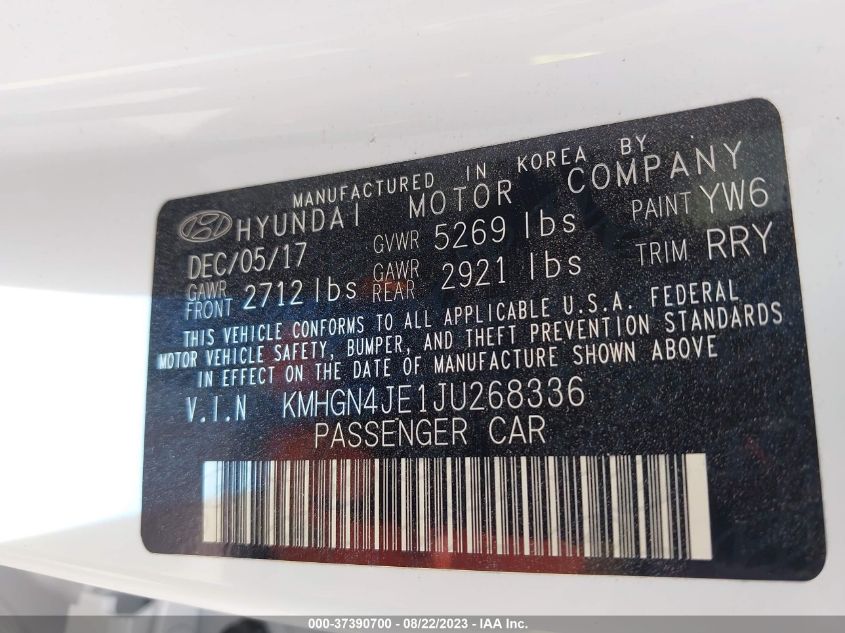 MANUFACTURED IN KOREA BY
HYUNDAI MOTOR COMPANY
DEC/05/17 GVWR 5269 lbs PAINT YW6
GAWR FRONT 2712 lbs GAWR REAR 2921 lbs TRIM RRY
THIS VEHICLE CONFORMS TO ALL APPLICABLE U.S.A. FEDERAL
MOTOR VEHICLE SAFETY, BUMPER, AND THEFT PREVENTION STANDARDS
IN EFFECT ON THE DATE OF MANUFACTURE SHOWN ABOVE
V.I.N KMHGN4JE1JU268336
PASSENGER CAR
000-37390700 - 08/22/2023 - IAA Inc.